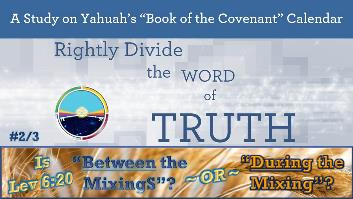 A Study on Yahuah's "Book of the Covenant" Calendar
Rightly Divide
the WORD
of
TRUTH
#2/3
Is Lev 6:20 "Between the MixingS"? ~OR~ "During the Mixing"?